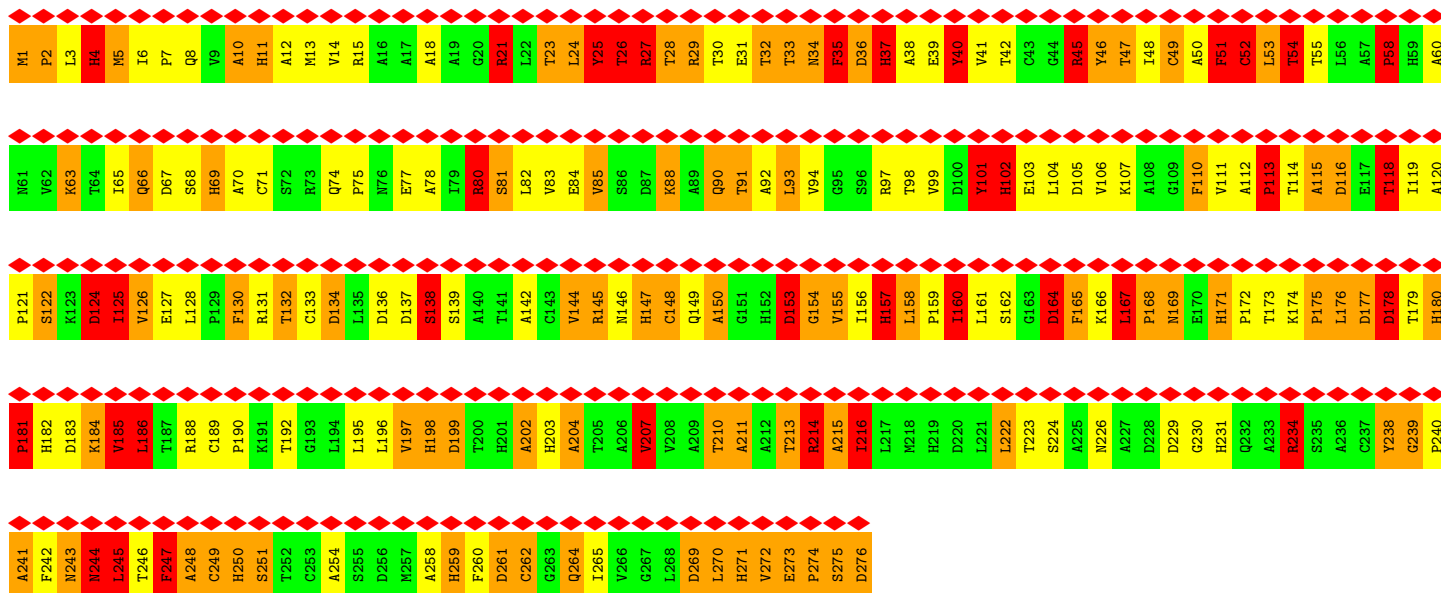 M1 P2 L3 H4 M5 I6 P7 Q8 V9 A10 H11 A12 M13 V14 R15 A16 A17 A18 A19 G20 R21 L22 T23 L24 Y25 T26 R27 T28 R29 T30 E31 T32 T33 N34 F35 D36 H37 A38 E39 Y40 V41 T42 C43 G44 R45 Y46 T47 I48 C49 A50 F51 C52 L53 T54 T55 L56 A57 P58 H59 A60
N61 V62 K63 T64 I65 Q66 D67 S68 H69 A70 C71 S72 R73 Q74 P75 N76 E77 A78 I79 R80 S81 L82 V83 E84 V85 S86 D87 K88 A89 Q90 T91 A92 L93 V94 G95 S96 R97 T98 V99 D100 Y101 H102 E103 L104 D105 V106 K107 A108 G109 F110 V111 A112 P113 T114 A115 D116 E117 T118 I119 A120
P121 S122 K123 D124 I125 V126 E127 L128 P129 F130 R131 T132 C133 D134 L135 D136 D137 S138 S139 A140 T141 A142 C143 V144 R145 N146 H147 C148 Q149 A150 G151 H152 D153 G154 V155 I156 H157 L158 P159 I160 L161 S162 G163 D164 F165 K166 L167 P168 N169 E170 H171 P172 T173 K174 P175 L176 D177 D178 T179 H180
P181 H182 D183 K184 V185 L186 T187 R188 C189 P190 K191 T192 G193 L194 L195 L196 V197 H198 D199 T200 H201 A202 H203 A204 T205 A206 V207 V208 A209 T210 A211 A212 T213 R214 A215 I216 L217 M218 H219 D220 L221 L222 T223 S224 A225 N226 A227 D228 D229 G230 H231 Q232 A233 R234 S235 A236 C237 Y238 G239 P240
A241 F242 N243 N244 L245 T246 F247 A248 C249 H250 S251 T252 C253 A254 S255 D256 M257 A258 H259 F260 D261 C262 G263 Q264 I265 V266 G267 L268 D269 L270 H271 V272 E273 P274 S275 D276